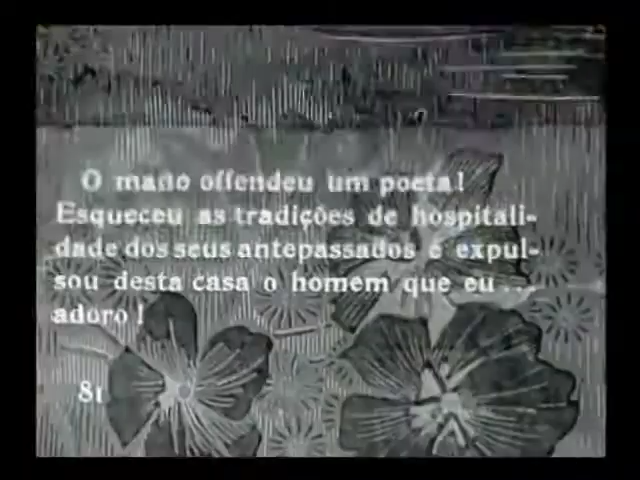 O mano offendeu um poeta!
Esqueceu as tradições de hospitali-
dade dos seus antepassados e expul-
sou desta casa o homem que eu...
adoro!
81